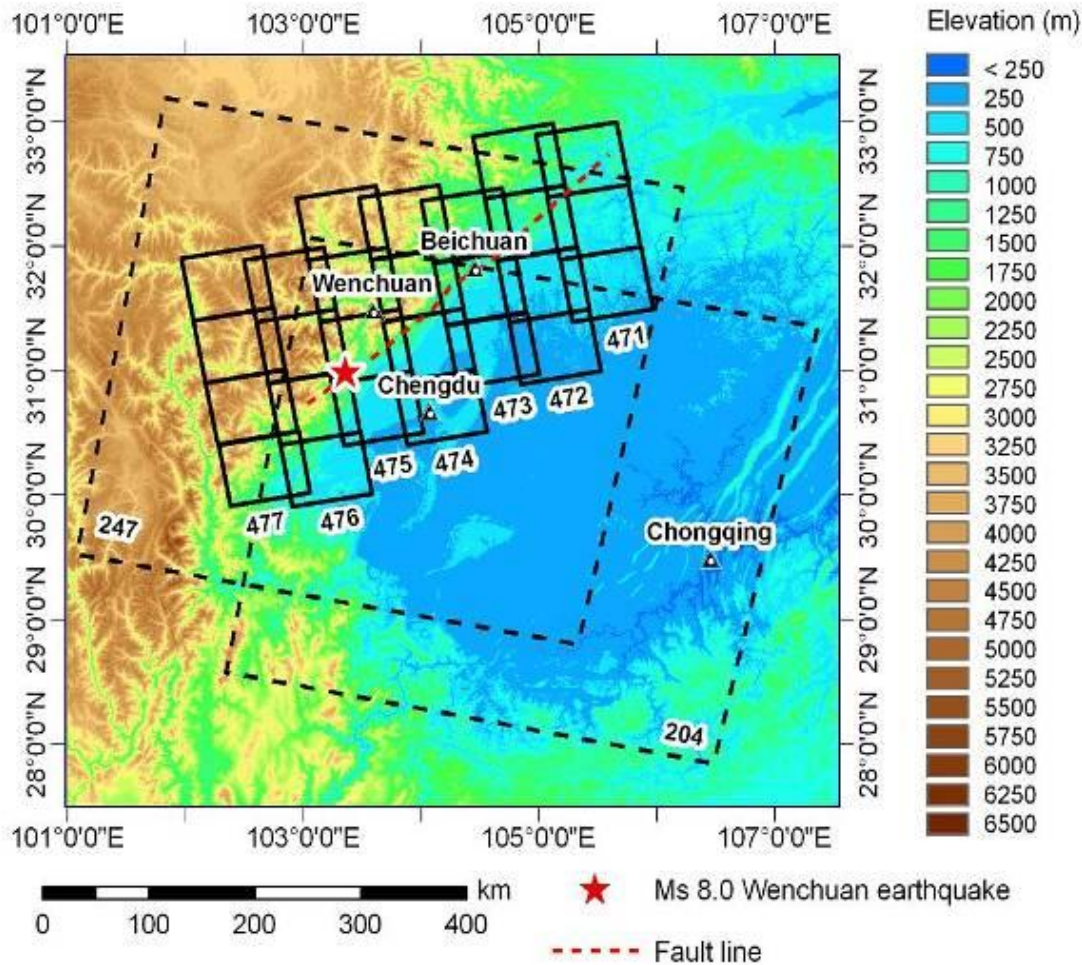 101°0'0"E 103°0'0"E 105°0'0"E 107°0'0"E
Elevation (m)
33°0'0"N
32°0'0"N
31°0'0"N
30°0'0"N
29°0'0"N
28°0'0"N
Beichuan
Wenchuan
471
Chengdu
472
473
474
475
476
477
247
Chongqing
204
33°0'0"N
32°0'0"N
31°0'0"N
30°0'0"N
29°0'0"N
28°0'0"N
101°0'0"E 103°0'0"E 105°0'0"E 107°0'0"E
< 250
250
500
750
1000
1250
1500
1750
2000
2250
2500
2750
3000
3250
3500
3750
4000
4250
4500
4750
5000
5250
5500
5750
6000
6250
6500
km
0 100 200 300 400
Ms 8.0 Wenchuan earthquake
Fault line